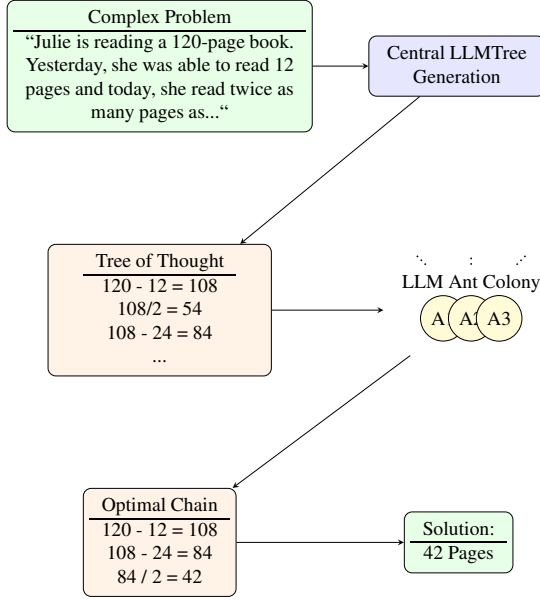 Complex Problem
“Julie is reading a 120-page book.
Yesterday, she was able to read 12
pages and today, she read twice as
many pages as...“
Central LLMTree
Generation
Tree of Thought
120 - 12 = 108
108/2 = 54
108 - 24 = 84
...
LLM Ant Colony
A
A2
A3
Optimal Chain
120 - 12 = 108
108 - 24 = 84
84 / 2 = 42
Solution:
42 Pages